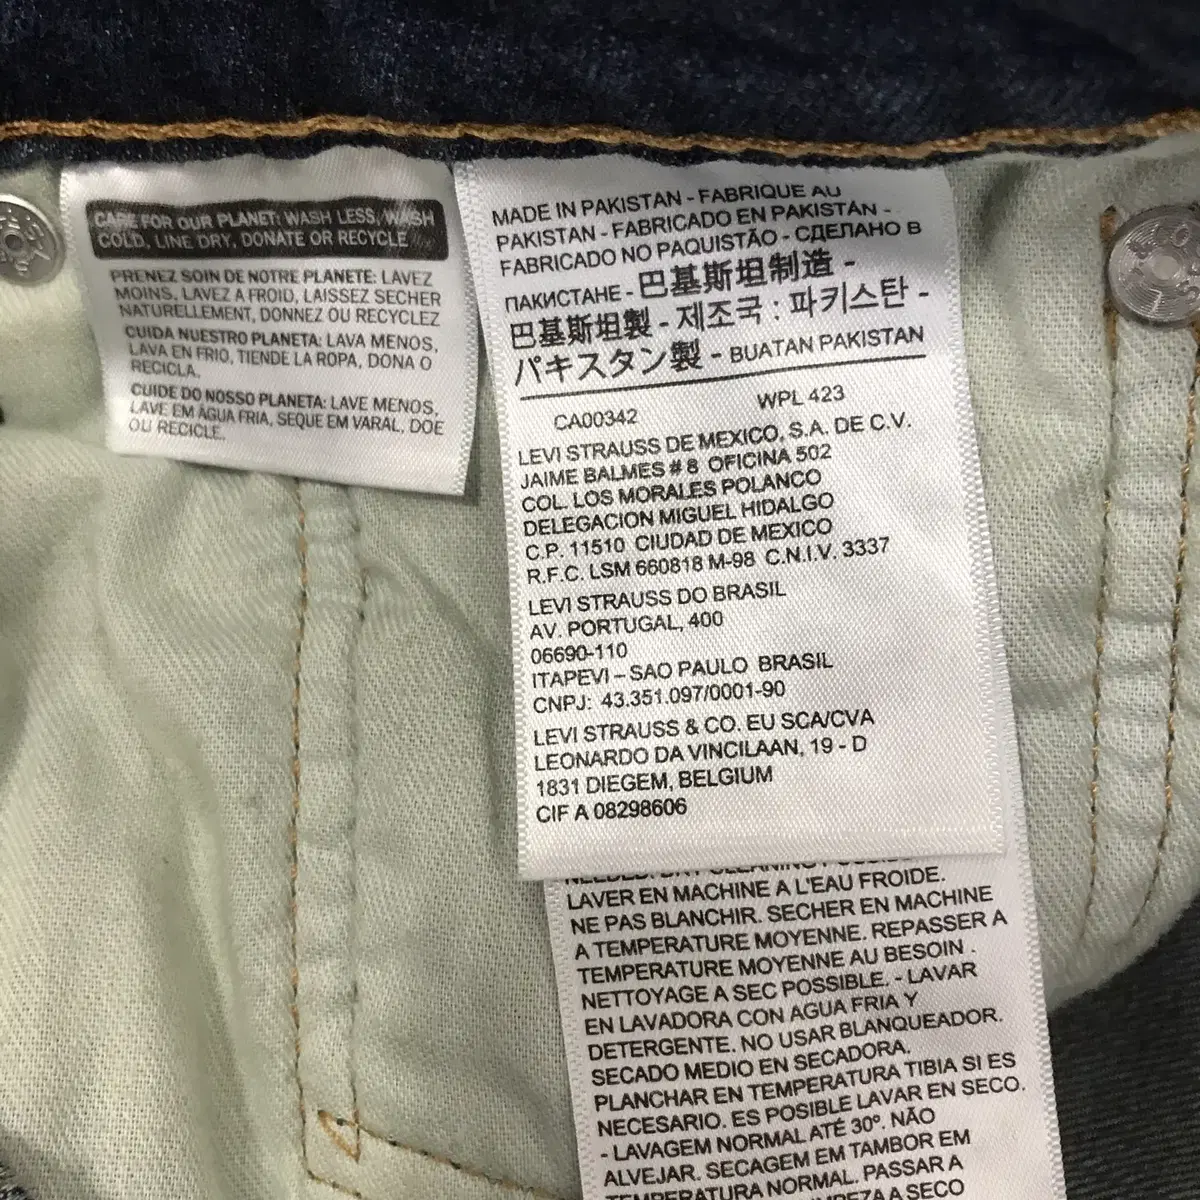 CARE FOR OUR PLANET: WASH LESS, WASH
COLD, LINE DRY, DONATE OR RECYCLE
PRENEZ SOIN DE NOTRE PLANETE: LAVEZ
MOINS, LAVEZ A FROID, LAISSEZ SECHER
NATURELLEMENT, DONNEZ OU RECYCLEZ
CUIDA NUESTRO PLANETA: LAVA MENOS,
LAVA EN FRIO, TIENDE LA ROPA, DONA O
RECICLA.
CUIDE DO NOSSO PLANETA: LAVE MENOS,
LAVE EM AGUA FRIA, SEQUE EM VARAL, DOE
OU RECICLE.
MADE IN PAKISTAN - FABRIQUE AU
PAKISTAN - FABRICADO EN PAKISTÁN -
FABRICADO NO PAQUISTÃO - СДЕЛАНО В
ПАКИСТАНЕ - 巴基斯坦制造 -
巴基斯坦製 - 제조국 : 파키스탄 -
パキスタン製 - BUATAN PAKISTAN
CA00342 WPL 423
LEVI STRAUSS DE MEXICO, S.A. DE C.V.
JAIME BALMES # 8 OFICINA 502
COL. LOS MORALES POLANCO
DELEGACION MIGUEL HIDALGO
C.P. 11510 CIUDAD DE MEXICO
R.F.C. LSM 660818 M-98 C.N.I.V. 3337
LEVI STRAUSS DO BRASIL
AV. PORTUGAL, 400
06690-110
ITAPEVI – SAO PAULO BRASIL
CNPJ: 43.351.097/0001-90
LEVI STRAUSS & CO. EU SCA/CVA
LEONARDO DA VINCILAAN, 19 - D
1831 DIEGEM, BELGIUM
CIF A 08298606
LAVER EN MACHINE A L'EAU FROIDE.
NE PAS BLANCHIR. SECHER EN MACHINE
A TEMPERATURE MOYENNE. REPASSER A
TEMPERATURE MOYENNE AU BESOIN .
NETTOYAGE A SEC POSSIBLE. - LAVAR
EN LAVADORA CON AGUA FRIA Y
DETERGENTE. NO USAR BLANQUEADOR.
SECADO MEDIO EN SECADORA.
PLANCHAR EN TEMPERATURA TIBIA SI ES
NECESARIO. ES POSIBLE LAVAR EN SECO.
- LAVAGEM NORMAL ATÉ 30º. NÃO
ALVEJAR. SECAGEM EM TAMBOR EM
TEMPERATURA NORMAL. PASSAR A
LIMPEZA A SECO